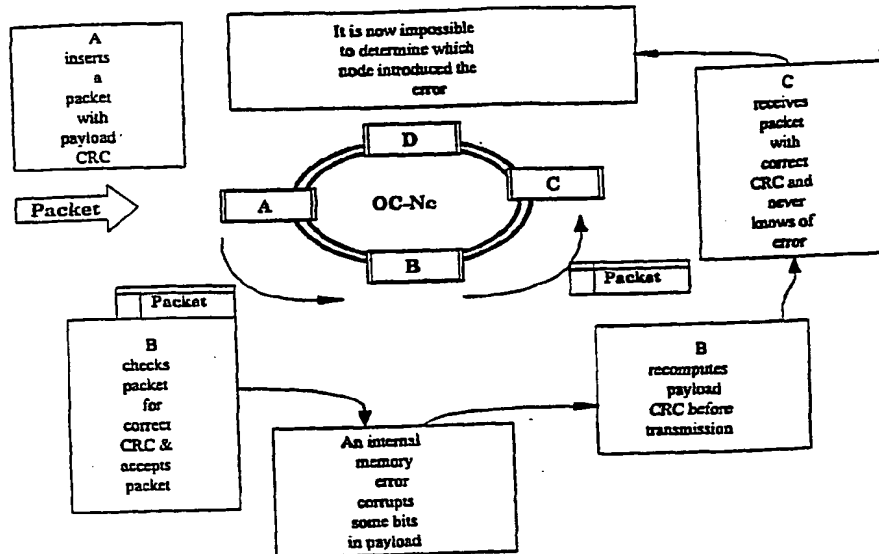 A
inserts
a
packet
with
payload
CRC
It is now impossible
to determine which
node introduced the
error
C
receives
packet
with
correct
CRC and
never
knows of
error
Packet
D
A
OC-Nc
C
B
Packet
Packet
B
checks
packet
for
correct
CRC &
accepts
packet
An internal
memory
error
corrupts
some bits
in payload
B
recomputes
payload
CRC before
transmission